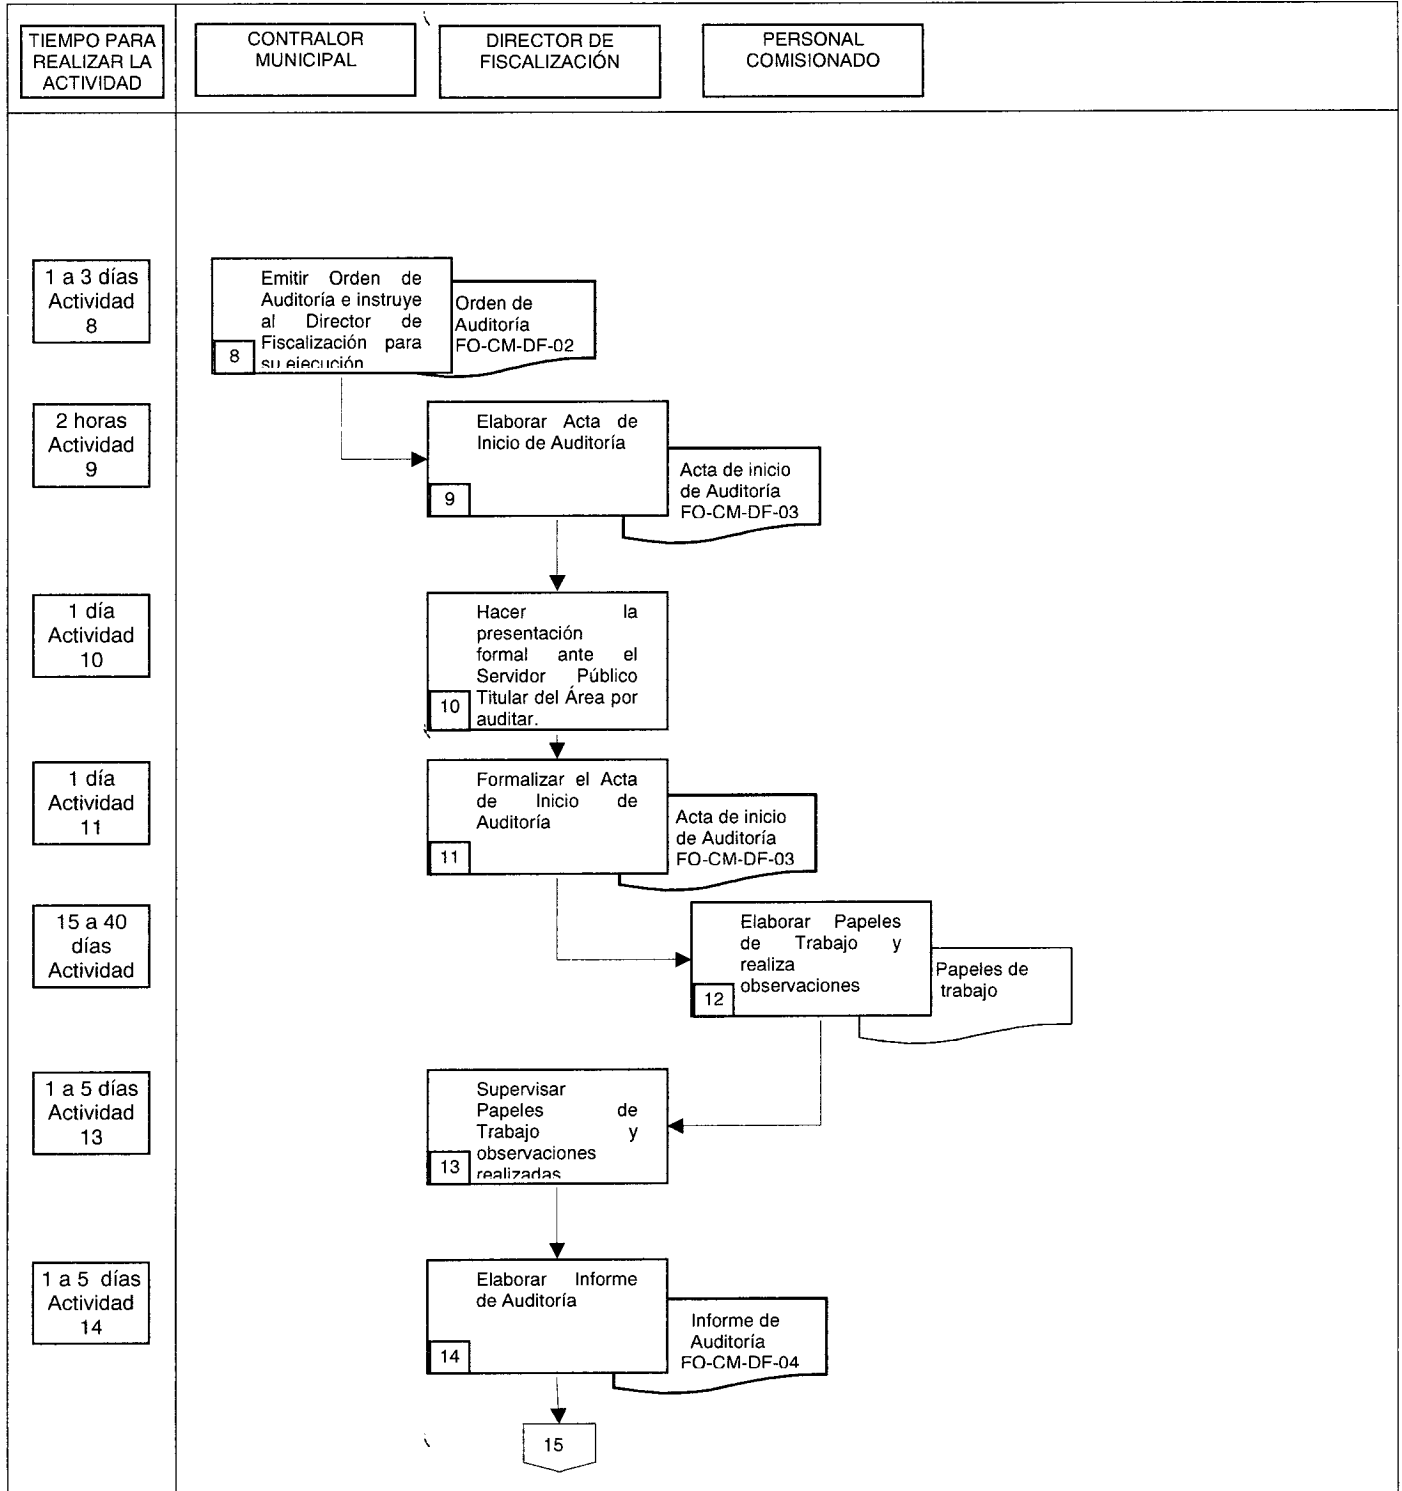 TIEMPO PARA
REALIZAR LA
ACTIVIDAD
CONTRALOR
MUNICIPAL
DIRECTOR DE
FISCALIZACIÓN
PERSONAL
COMISIONADO
1 a 3 días
Actividad
8
Emitir Orden de
Auditoría e instruye
al Director de
Fiscalización para
su ejecución
8
Orden de
Auditoría
FO-CM-DF-02
2 horas
Actividad
9
Elaborar Acta de
Inicio de Auditoría
9
Acta de inicio
de Auditoría
FO-CM-DF-03
1 día
Actividad
10
Hacer la
presentación
formal ante el
Servidor Público
Titular del Área por
auditar.
10
1 día
Actividad
11
Formalizar el Acta
de Inicio de
Auditoría
11
Acta de inicio
de Auditoría
FO-CM-DF-03
15 a 40
días
Actividad
Elaborar Papeles
de Trabajo y
realiza
observaciones
12
Papeles de
trabajo
1 a 5 días
Actividad
13
Supervisar
Papeles de
Trabajo y
observaciones
realizadas
13
1 a 5 días
Actividad
14
Elaborar Informe
de Auditoría
14
Informe de
Auditoría
FO-CM-DF-04
15